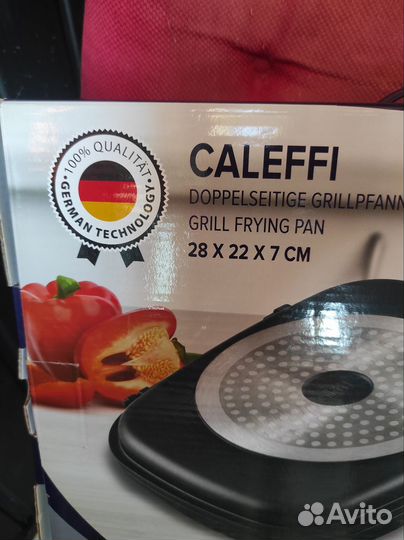 100% QUALITÄT
GERMAN TECHNOLOGY
CALEFFI
DOPPELSEITIGE GRILLPFANN
GRILL FRYING PAN
28 X 22 X 7 CM
Avito